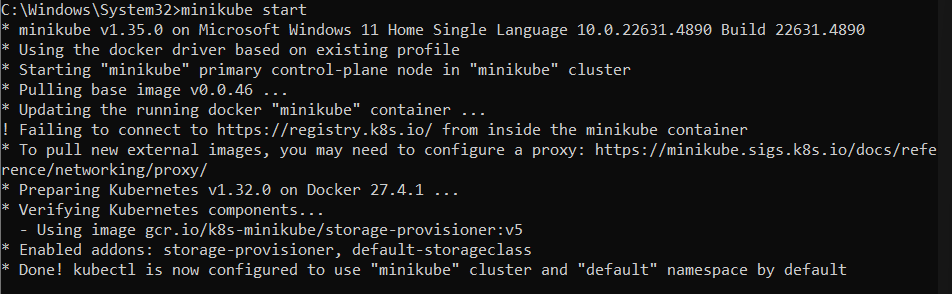 C:\Windows\System32>minikube start
* minikube v1.35.0 on Microsoft Windows 11 Home Single Language 10.0.22631.4890 Build 22631.4890
* Using the docker driver based on existing profile
* Starting "minikube" primary control-plane node in "minikube" cluster
* Pulling base image v0.0.46 ...
* Updating the running docker "minikube" container ...
! Failing to connect to https://registry.k8s.io/ from inside the minikube container
* To pull new external images, you may need to configure a proxy: https://minikube.sigs.k8s.io/docs/refe
rence/networking/proxy/
* Preparing Kubernetes v1.32.0 on Docker 27.4.1 ...
* Verifying Kubernetes components...
  - Using image gcr.io/k8s-minikube/storage-provisioner:v5
* Enabled addons: storage-provisioner, default-storageclass
* Done! kubectl is now configured to use "minikube" cluster and "default" namespace by default